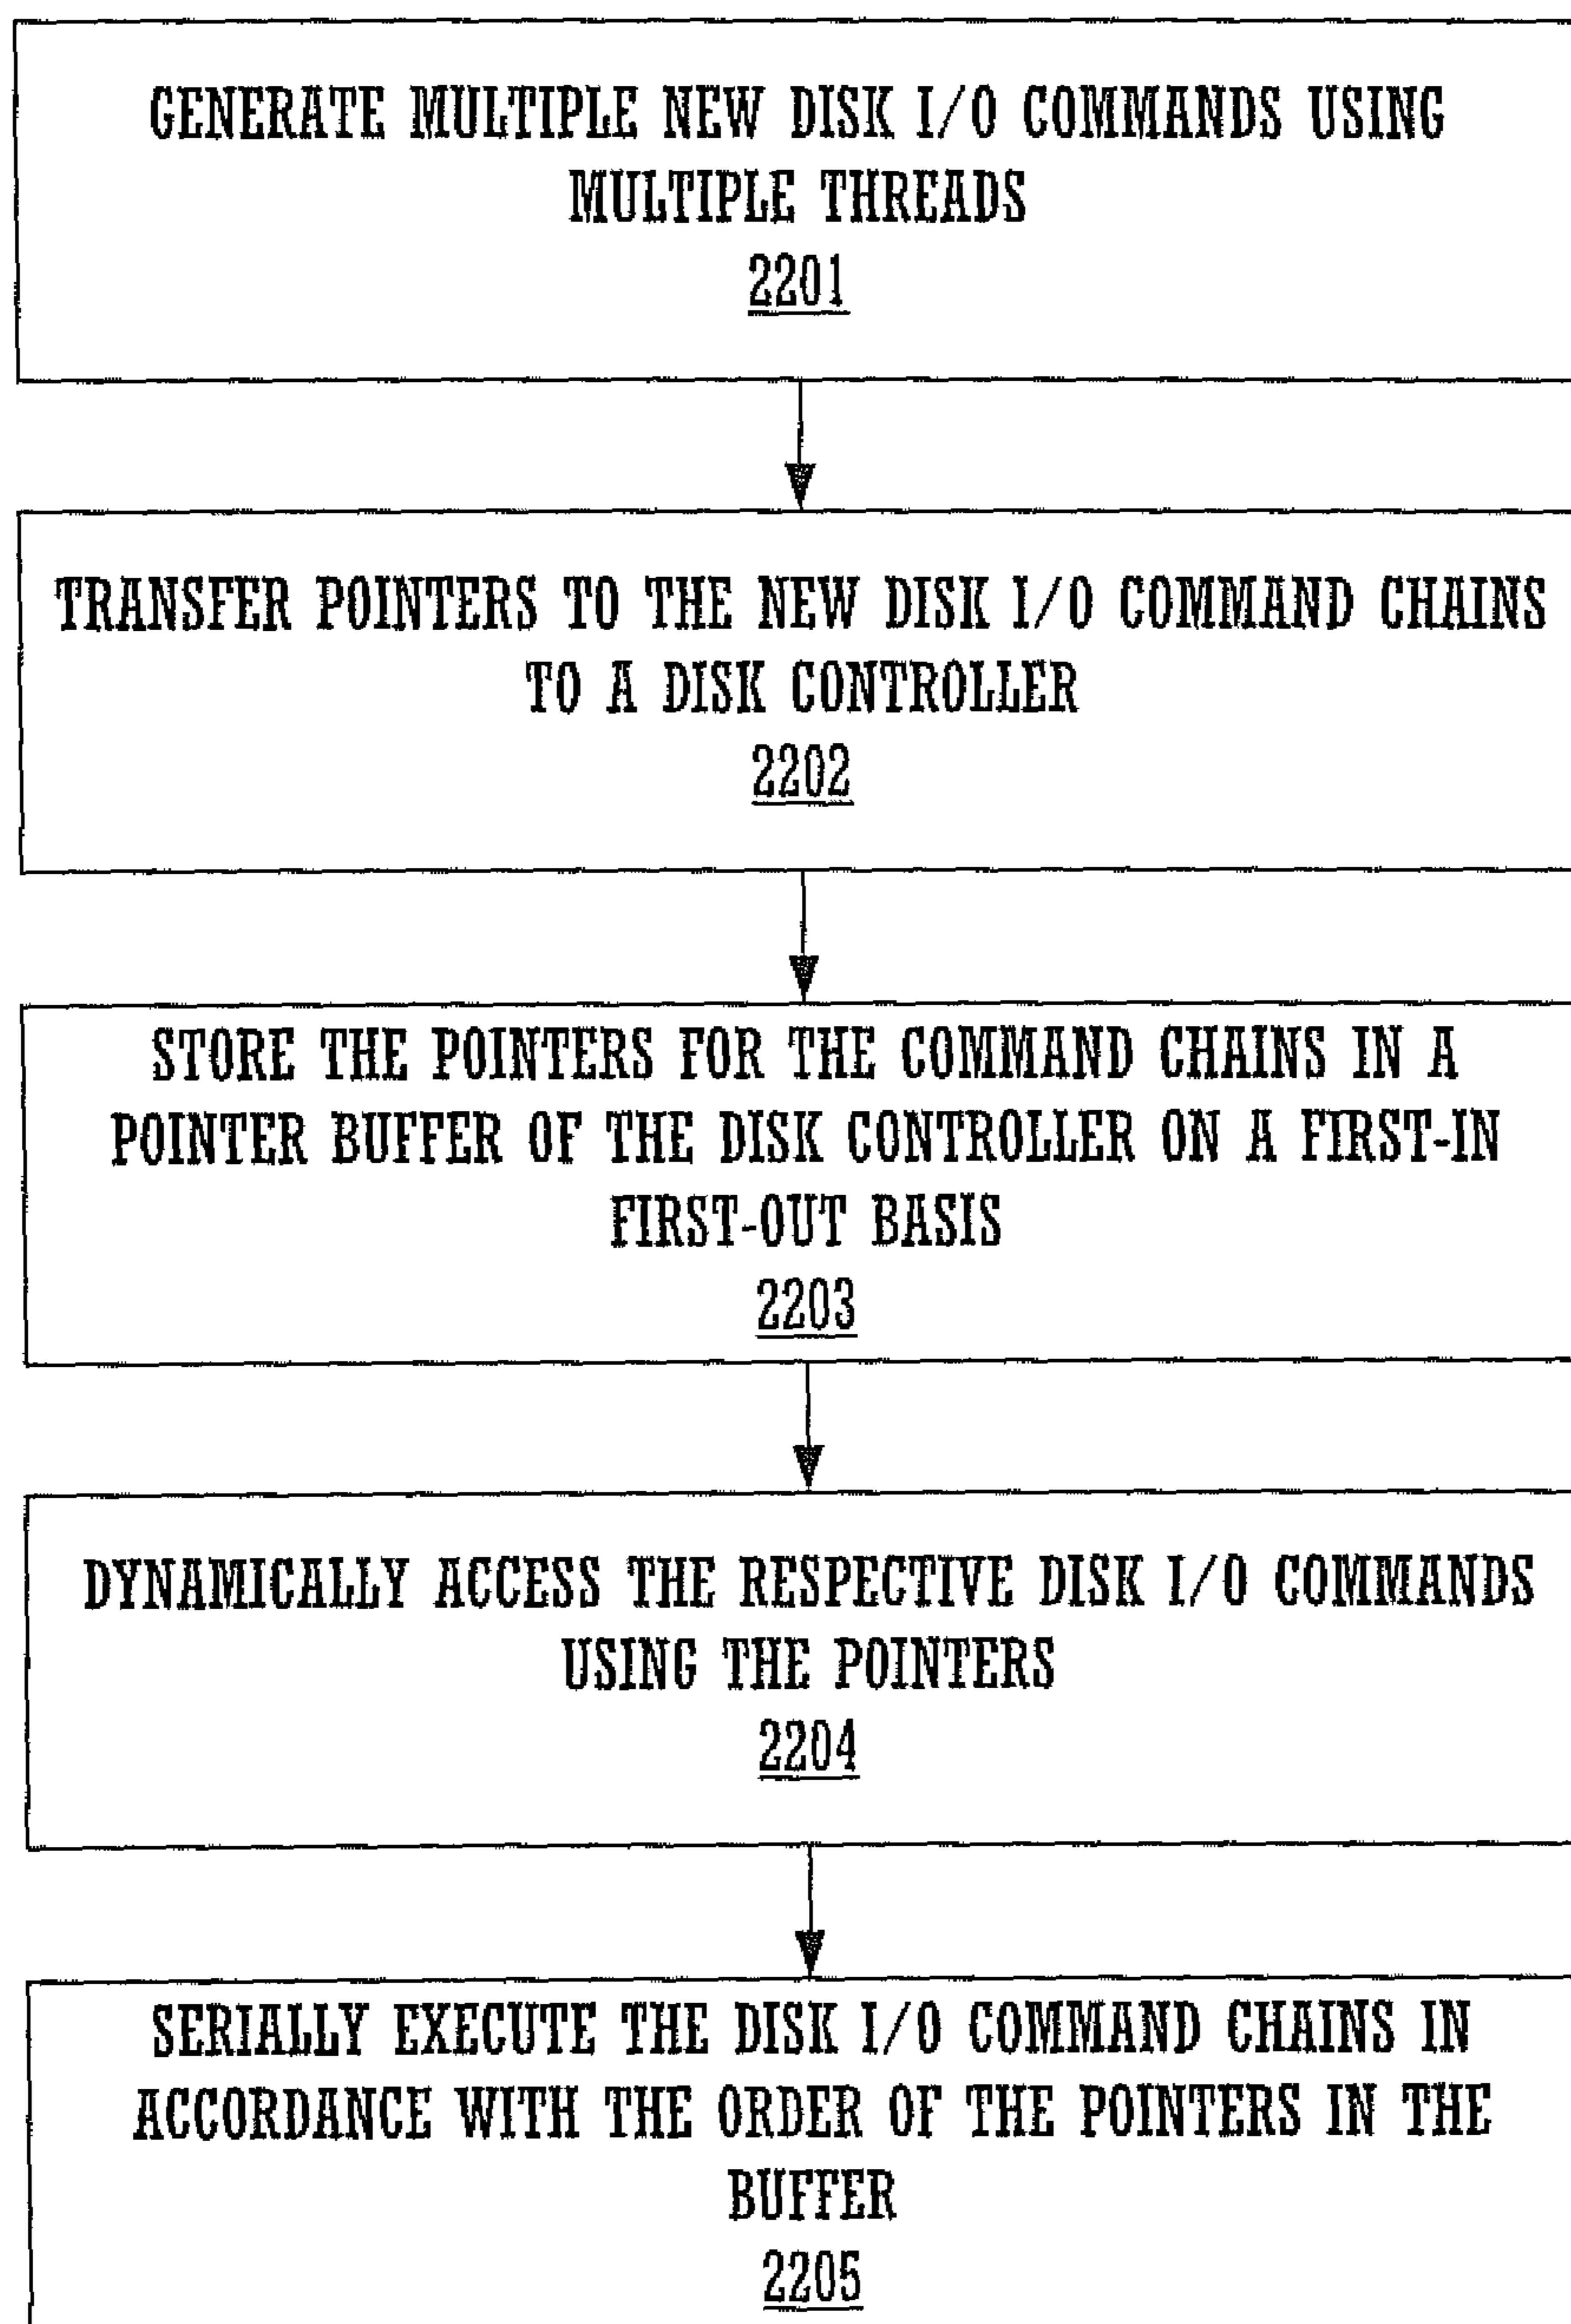 GENERATE MULTIPLE NEW DISK I/O COMMANDS USING
MULTIPLE THREADS
2201
TRANSFER POINTERS TO THE NEW DISK I/O COMMAND CHAINS
TO A DISK CONTROLLER
2202
STORE THE POINTERS FOR THE COMMAND CHAINS IN A
POINTER BUFFER OF THE DISK CONTROLLER ON A FIRST-IN
FIRST-OUT BASIS
2203
DYNAMICALLY ACCESS THE RESPECTIVE DISK I/O COMMANDS
USING THE POINTERS
2204
SERIALLY EXECUTE THE DISK I/O COMMAND CHAINS IN
ACCORDANCE WITH THE ORDER OF THE POINTERS IN THE
BUFFER
2205